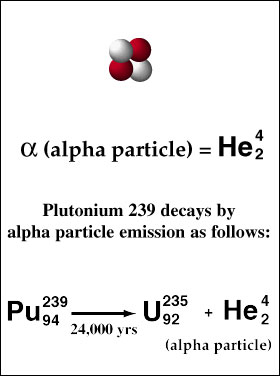 α (alpha particle) = He 4 2
Plutonium 239 decays by
alpha particle emission as follows:
Pu 239 94 24,000 yrs U 235 92 + He 4 2
(alpha particle)